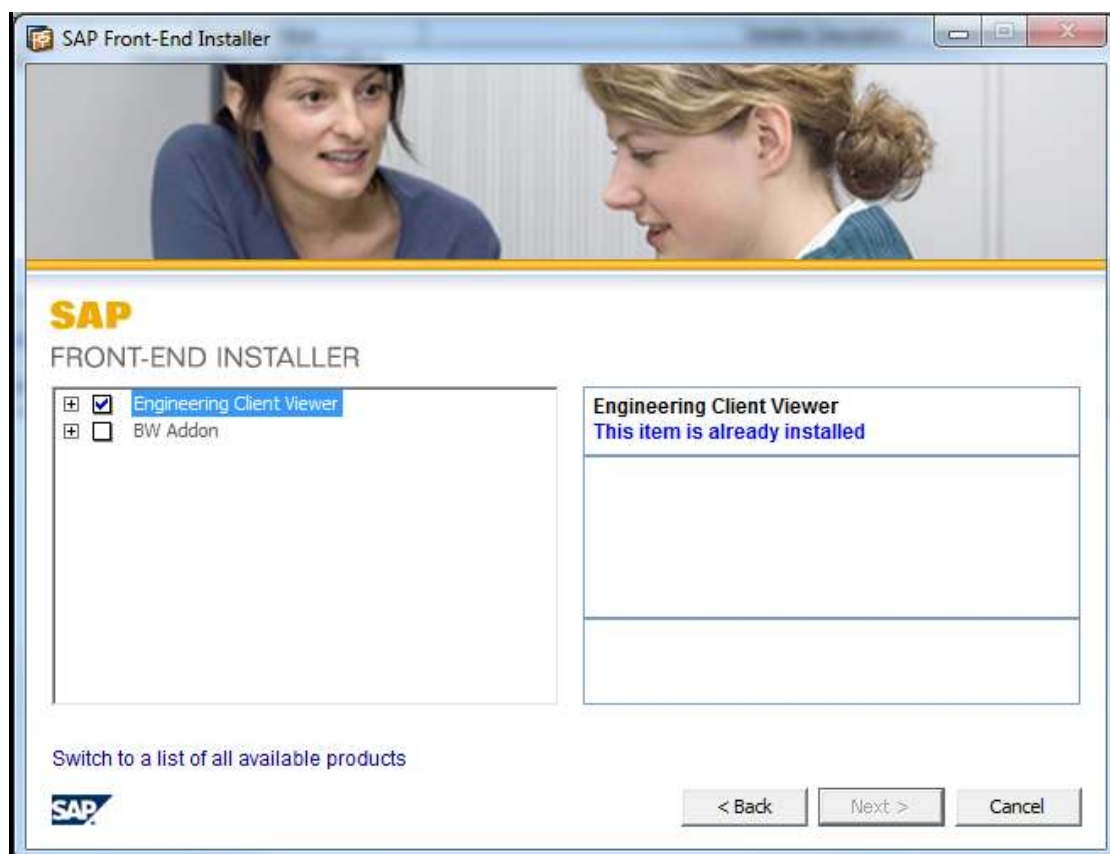 SAP Front-End Installer
SAP
FRONT-END INSTALLER
Engineering Client Viewer
BW Addon
Engineering Client Viewer
This item is already installed
Switch to a list of all available products
SAP
< Back
Next >
Cancel